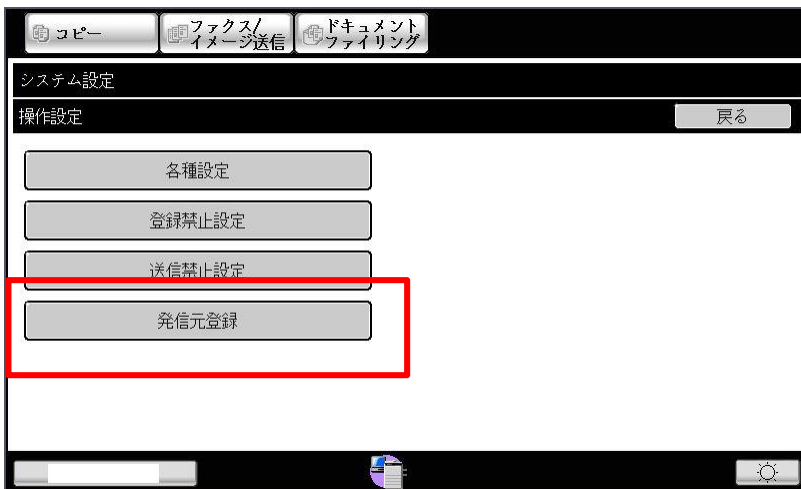 コピー
ファクス/
イメージ送信
ドキュメント
ファイリング
システム設定
操作設定
戻る
各種設定
登録禁止設定
送信禁止設定
発信元登録